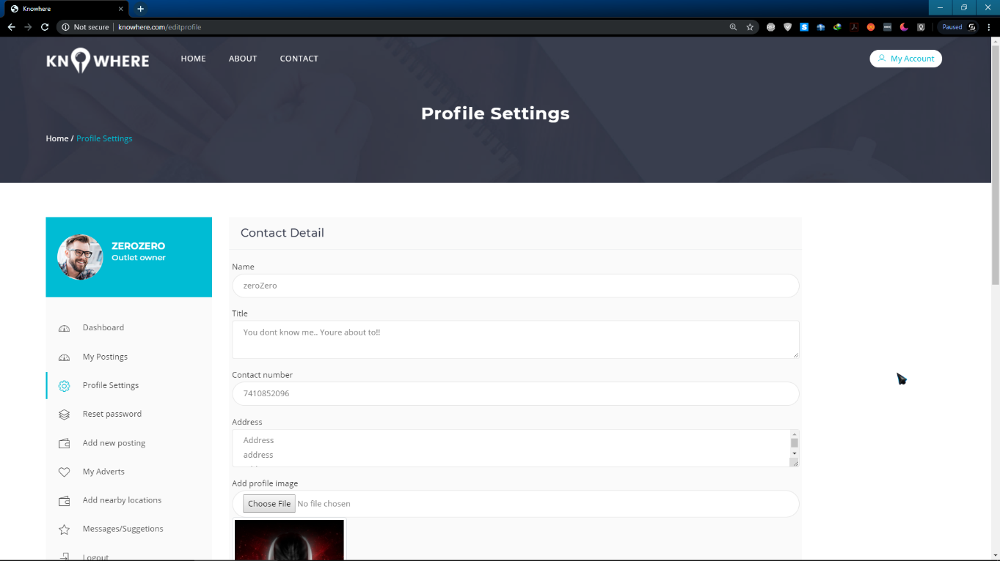 Knowhere
Not secure
knowhere.com/editprofile
Paused
KNOWHERE
HOME
ABOUT
CONTACT
My Account
Profile Settings
Home / Profile Settings
ZEROZERO
Outlet owner
Dashboard
My Postings
Profile Settings
Reset password
Add new posting
My Adverts
Add nearby locations
Messages/Suggetions
Logout
Contact Detail
Name
zeroZero
Title
You dont know me.. Youre about to!!
Contact number
7410852096
Address
Address
address
Add profile image
Choose File No file chosen